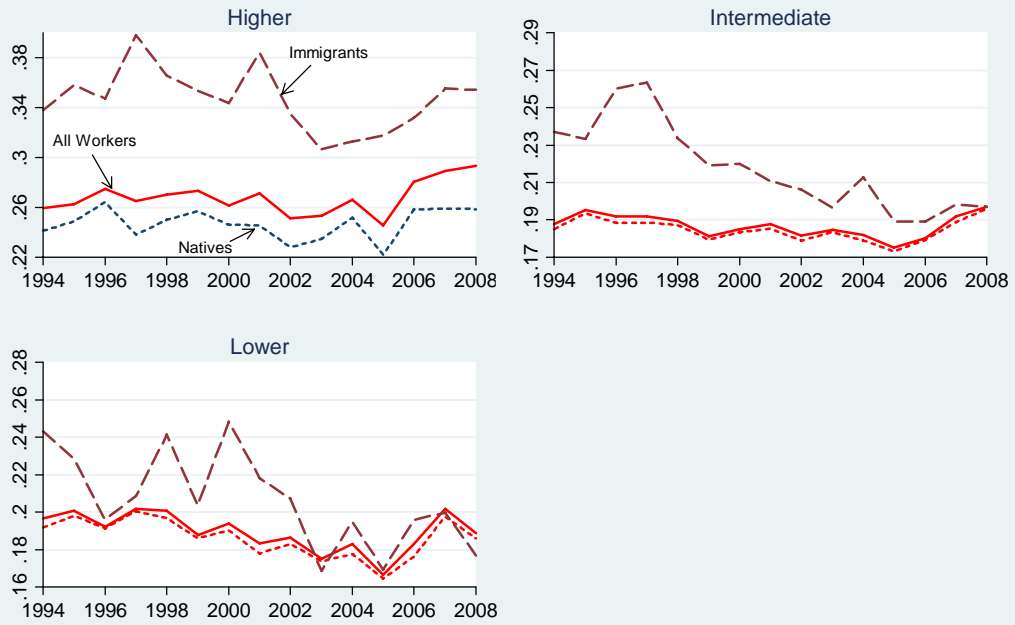 Higher
.38
.34
.3
.26
.22
Immigrants
All Workers
Natives
1994 1996 1998 2000 2002 2004 2006 2008
Intermediate
.29
.27
.25
.23
.21
.19
.17
1994 1996 1998 2000 2002 2004 2006 2008
Lower
.28
.26
.24
.22
.2
.18
.16
1994 1996 1998 2000 2002 2004 2006 2008